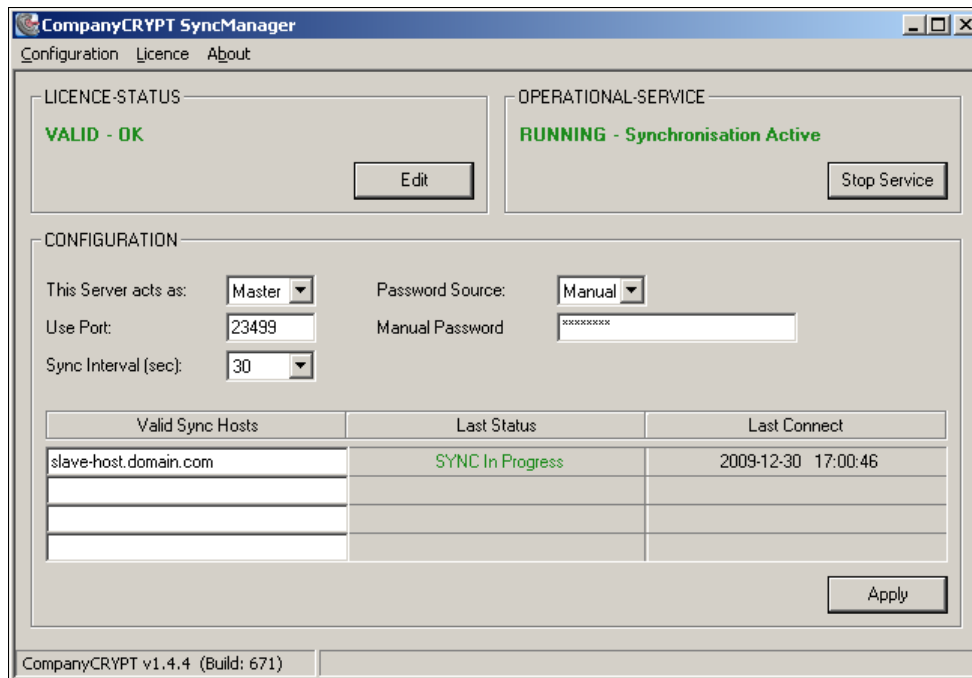 CompanyCRYPT SyncManager
Configuration Licence About
LICENCE-STATUS
VALID - OK
Edit
OPERATIONAL-SERVICE
RUNNING - Synchronisation Active
Stop Service
CONFIGURATION
This Server acts as: Master Password Source: Manual
Use Port: 23499 Manual Password ××××××××
Sync Interval (sec): 30
Valid Sync Hosts Last Status Last Connect
slave-host.domain.com SYNC In Progress 2009-12-30 17:00:46
Apply
CompanyCRYPT v1.4.4 (Build: 671)